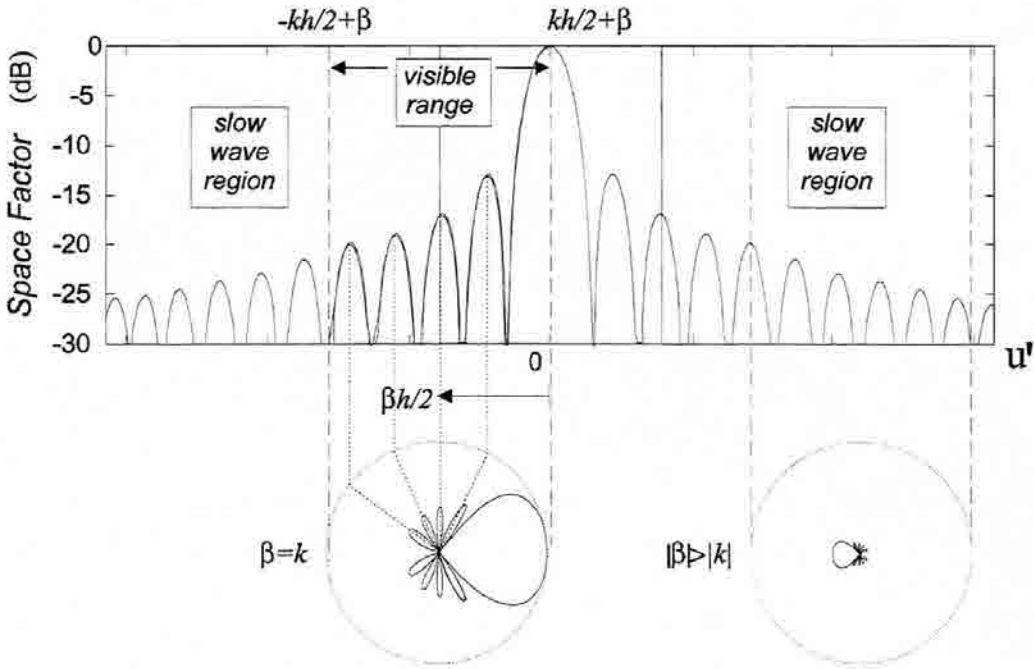 -kh/2+β kh/2+β
Space Factor (dB)
0
-5
-10
-15
-20
-25
-30
slow
wave
region
visible
range
slow
wave
region
0
u'
βh/2
β=k
|β|>|k|